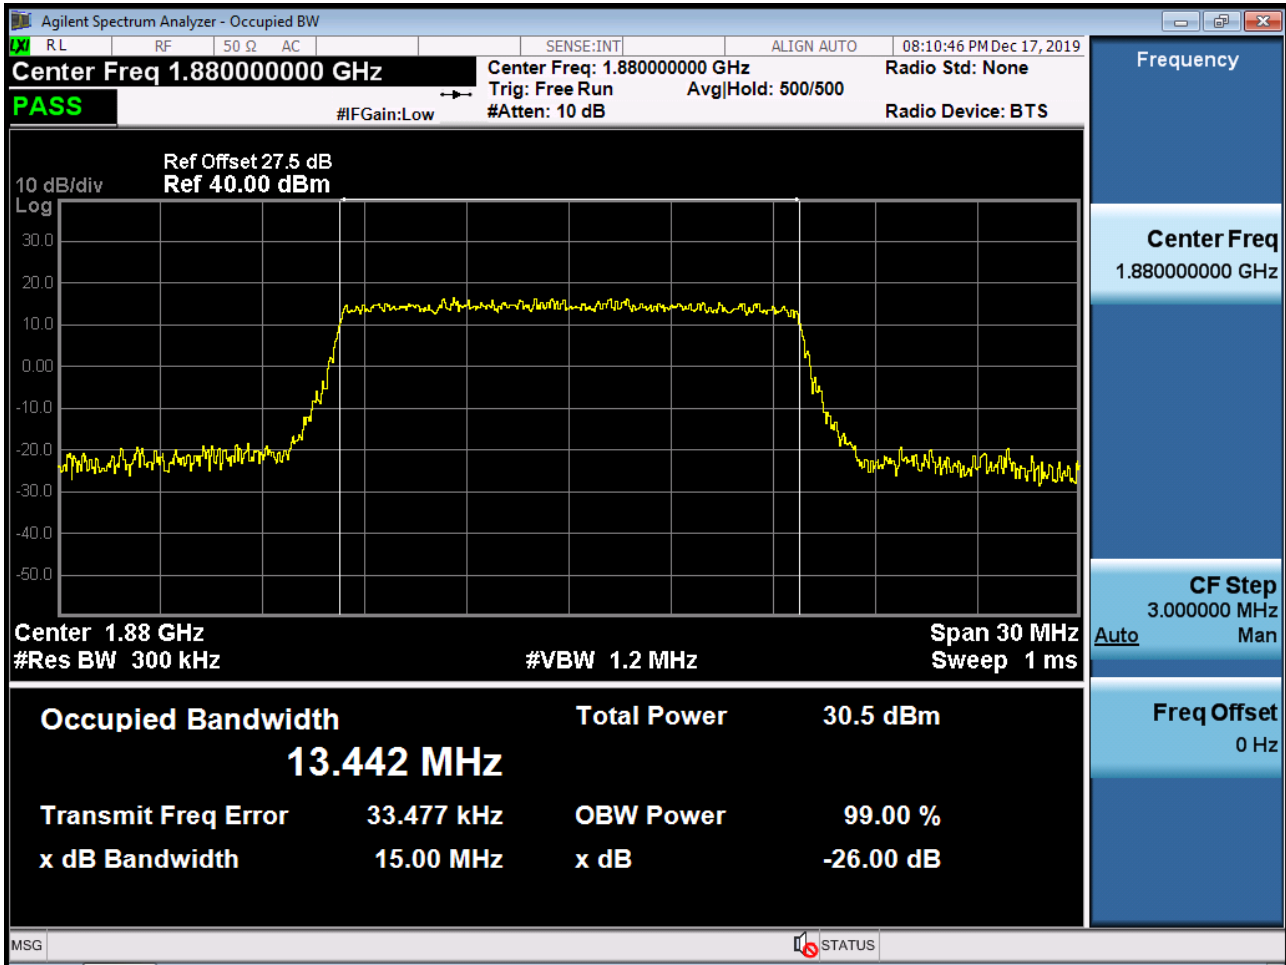 Agilent Spectrum Analyzer - Occupied BW
LXI RL RF 50 Ω AC SENSE:INT ALIGN AUTO 08:10:46 PM Dec 17, 2019
Center Freq 1.880000000 GHz
Center Freq: 1.880000000 GHz Radio Std: None
Trig: Free Run Avg|Hold: 500/500
PASS #IFGain:Low #Atten: 10 dB Radio Device: BTS
Ref Offset 27.5 dB
10 dB/div Ref 40.00 dBm
Log
30.0
20.0
10.0
0.00
-10.0
-20.0
-30.0
-40.0
-50.0
Center 1.88 GHz Span 30 MHz
#Res BW 300 kHz #VBW 1.2 MHz Sweep 1 ms
Occupied Bandwidth Total Power 30.5 dBm
13.442 MHz
Transmit Freq Error 33.477 kHz OBW Power 99.00 %
x dB Bandwidth 15.00 MHz x dB -26.00 dB
MSG STATUS
Frequency
Center Freq
1.880000000 GHz
CF Step
3.000000 MHz
Auto Man
Freq Offset
0 Hz